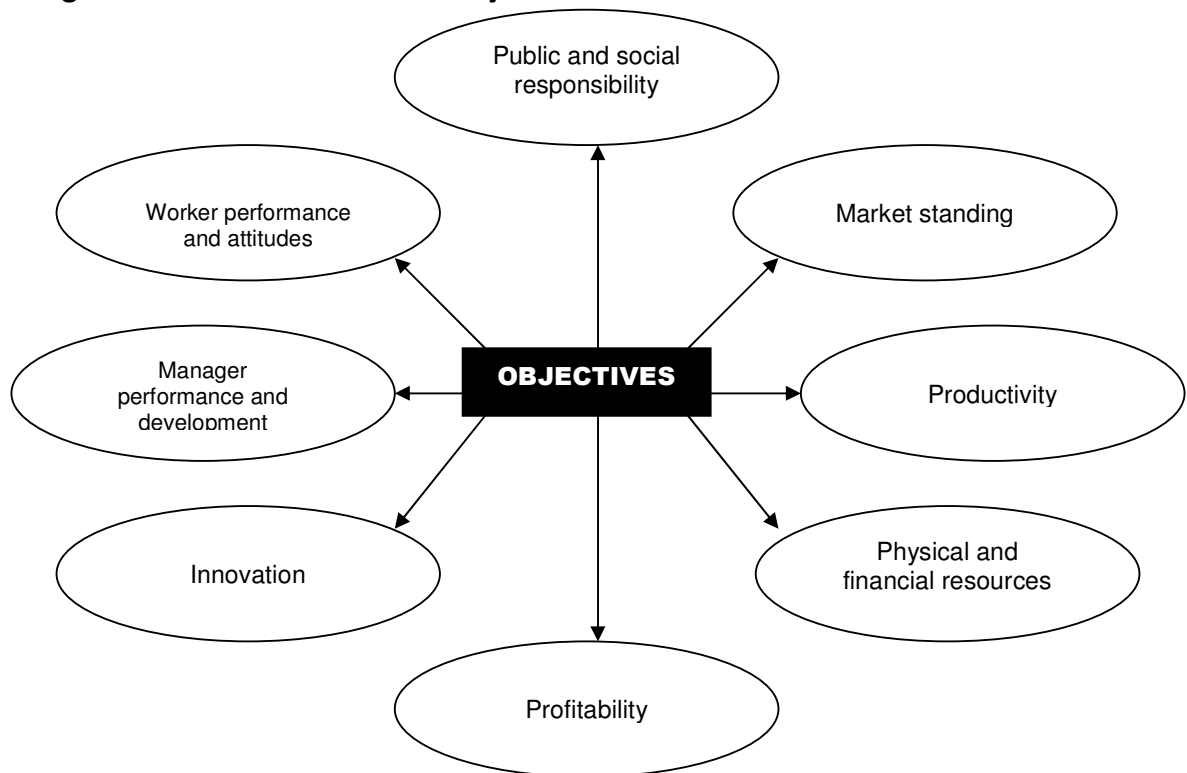 Public and social
responsibility
Worker performance
and attitudes
Market standing
Manager
performance and
development
OBJECTIVES
Productivity
Innovation
Physical and
financial resources
Profitability